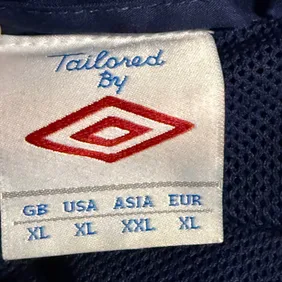 Tailored
By
GB USA ASIA EUR
XL XL XXL XL